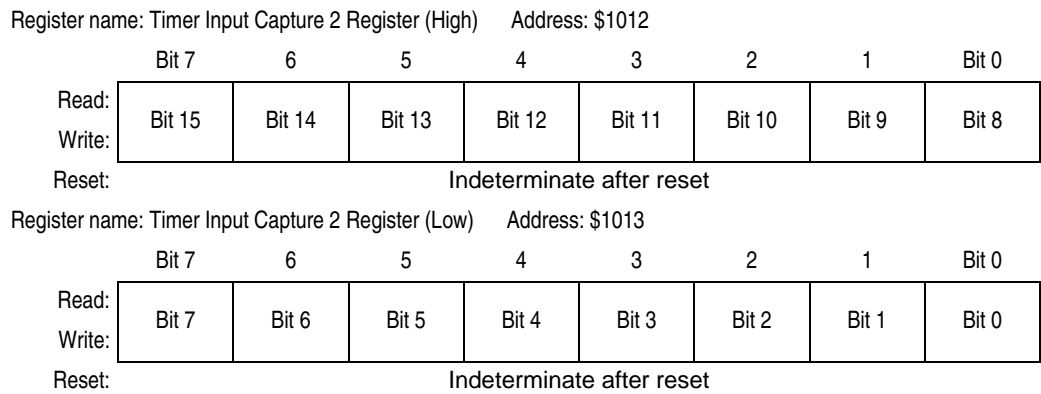 Register name: Timer Input Capture 2 Register (High) Address: $1012
Bit 7 6 5 4 3 2 1 Bit 0
Read:
Bit 15 Bit 14 Bit 13 Bit 12 Bit 11 Bit 10 Bit 9 Bit 8
Write:
Reset: Indeterminate after reset
Register name: Timer Input Capture 2 Register (Low) Address: $1013
Bit 7 6 5 4 3 2 1 Bit 0
Read:
Bit 7 Bit 6 Bit 5 Bit 4 Bit 3 Bit 2 Bit 1 Bit 0
Write:
Reset: Indeterminate after reset